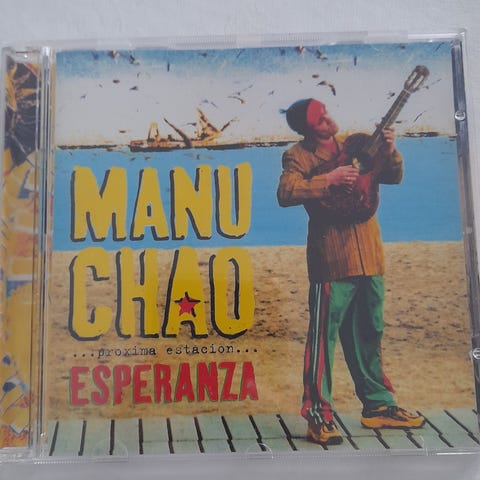 MANU
CHAO
...proxima estacion...
ESPERANZA